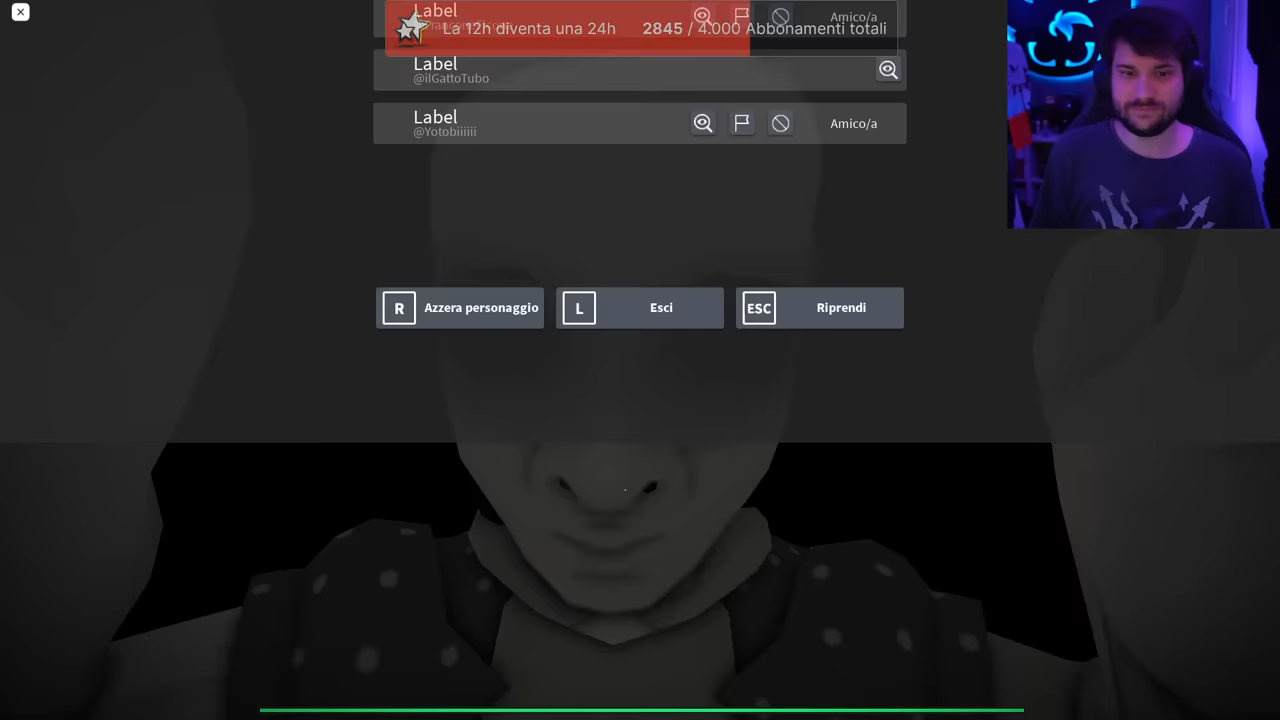 Label
Amico/a
La 12h diventa una 24h 2845 / 4.000 Abbonamenti totali
Label
@ilGattoTubo
Label
@Yotobiiiiii
Amico/a
R Azzera personaggio
L Esci
ESC Riprendi